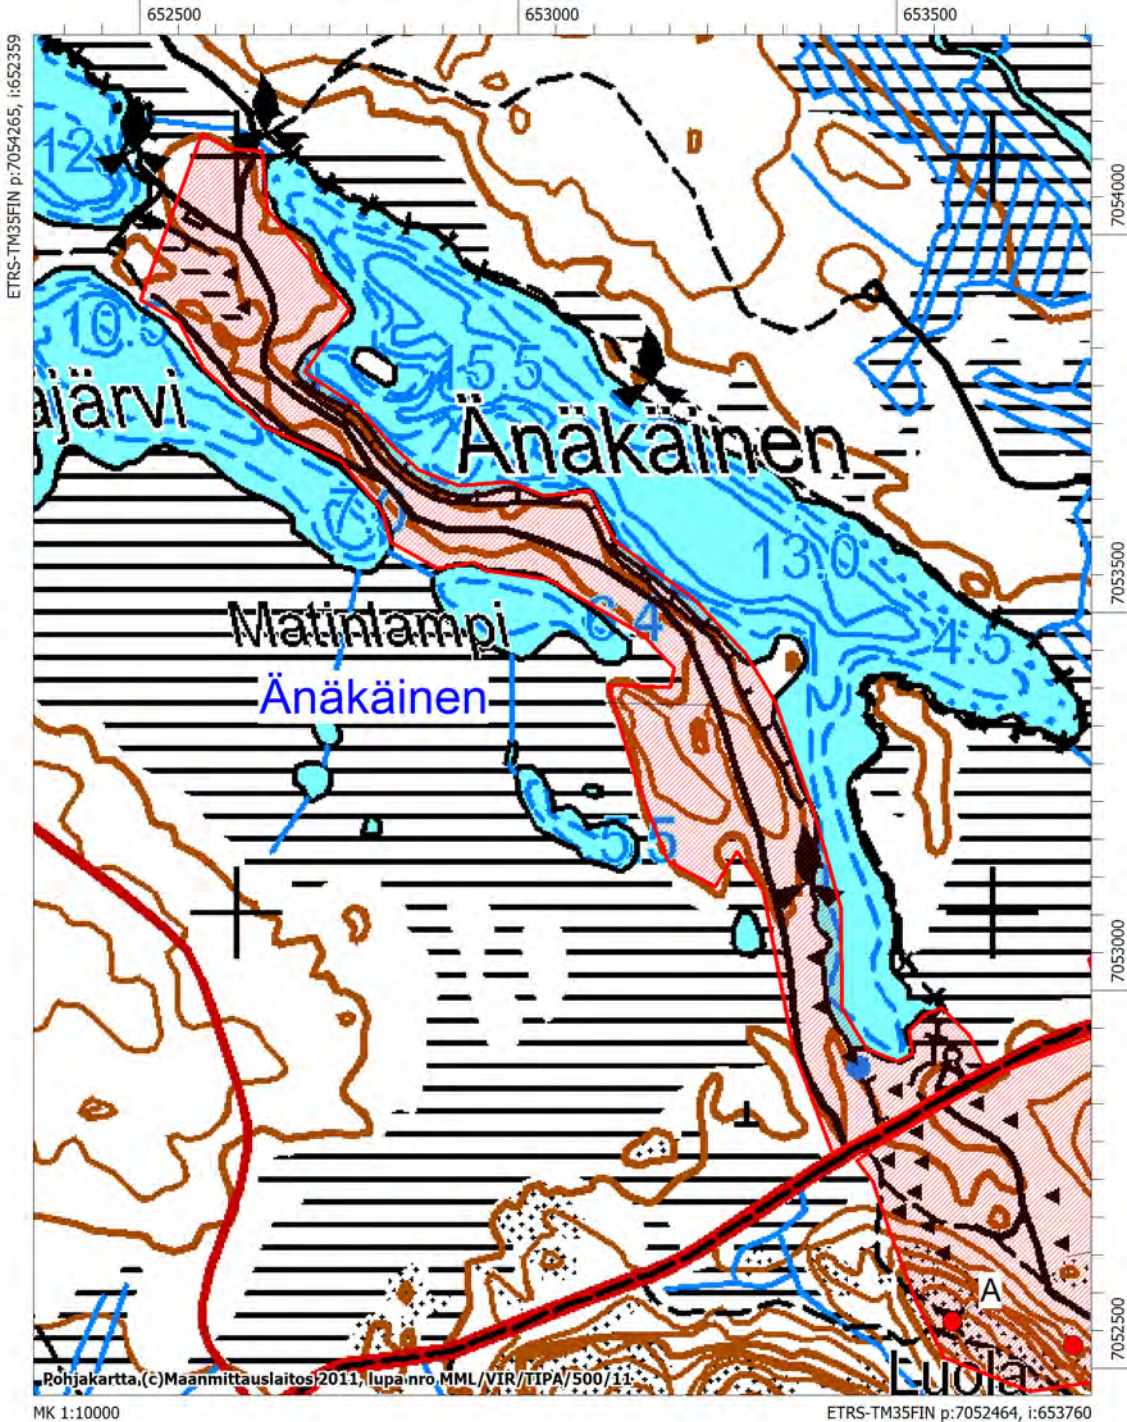 652500 653000 653500
ETRS-TM35FIN p:7054265, i:652359
7054000
12
10.5
15.5
ajärvi
Änäkäinen
7053500
13.0
6.4
4.5
Matinlampi
Änäkäinen
5.5
7053000
A
7052500
Luola
Pohjakartta (c)Maanmittauslaitos 2011, lupa nro MML/VIR/TIPA/500/11
MK 1:10000
ETRS-TM35FIN p:7052464, i:653760